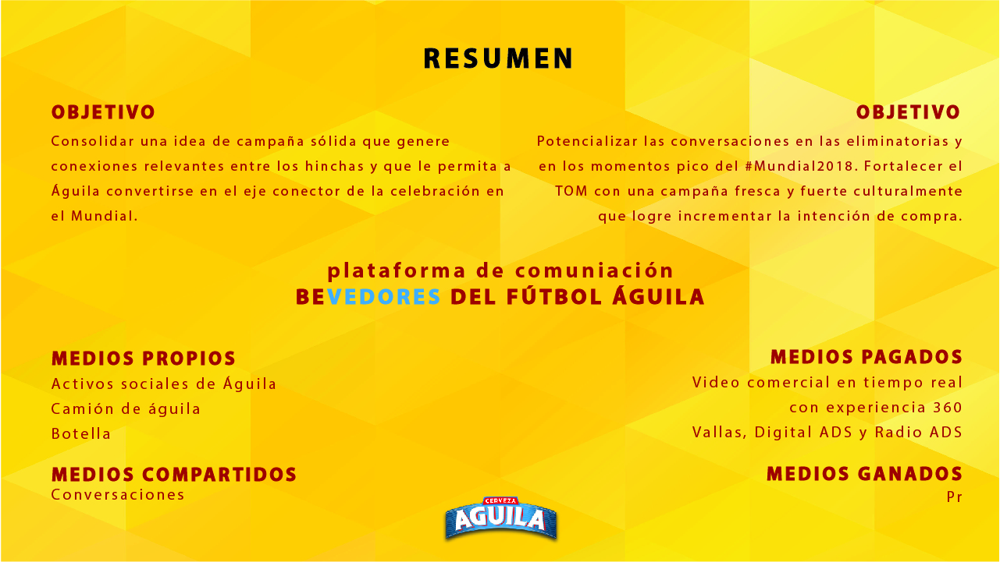 RESUMEN
OBJETIVO
Consolidar una idea de campaña sólida que genere
conexiones relevantes entre los hinchas y que le permita a
Águila convertirse en el eje conector de la celebración en
el Mundial.
OBJETIVO
Potencializar las conversaciones en las eliminatorias y
en los momentos pico del #Mundial2018. Fortalecer el
TOM con una campaña fresca y fuerte culturalmente
que logre incrementar la intención de compra.
plataforma de comuniación
BEVEDORES DEL FÚTBOL ÁGUILA
MEDIOS PROPIOS
Activos sociales de Águila
Camión de águila
Botella
MEDIOS COMPARTIDOS
Conversaciones
MEDIOS PAGADOS
Video comercial en tiempo real
con experiencia 360
Vallas, Digital ADS y Radio ADS
MEDIOS GANADOS
Pr
CERVEZA
AGUILA